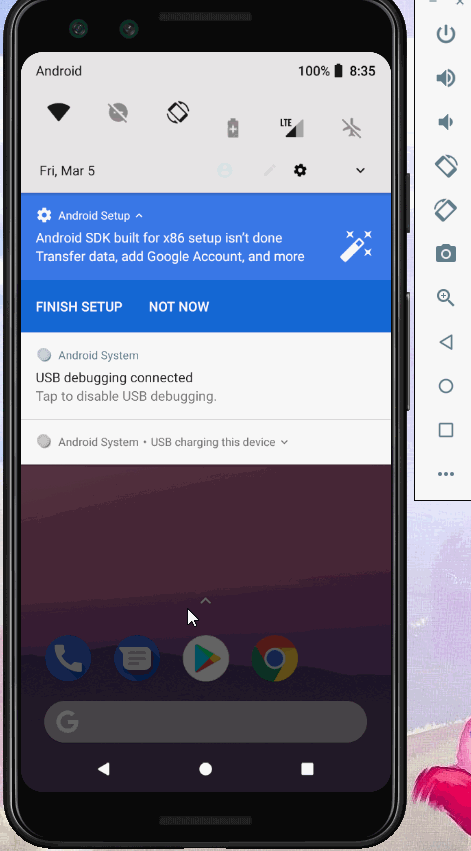 Android 100% 8:35
LTE
Fri, Mar 5
Android Setup
Android SDK built for x86 setup isn't done
Transfer data, add Google Account, and more
FINISH SETUP NOT NOW
Android System
USB debugging connected
Tap to disable USB debugging.
Android System • USB charging this device
G